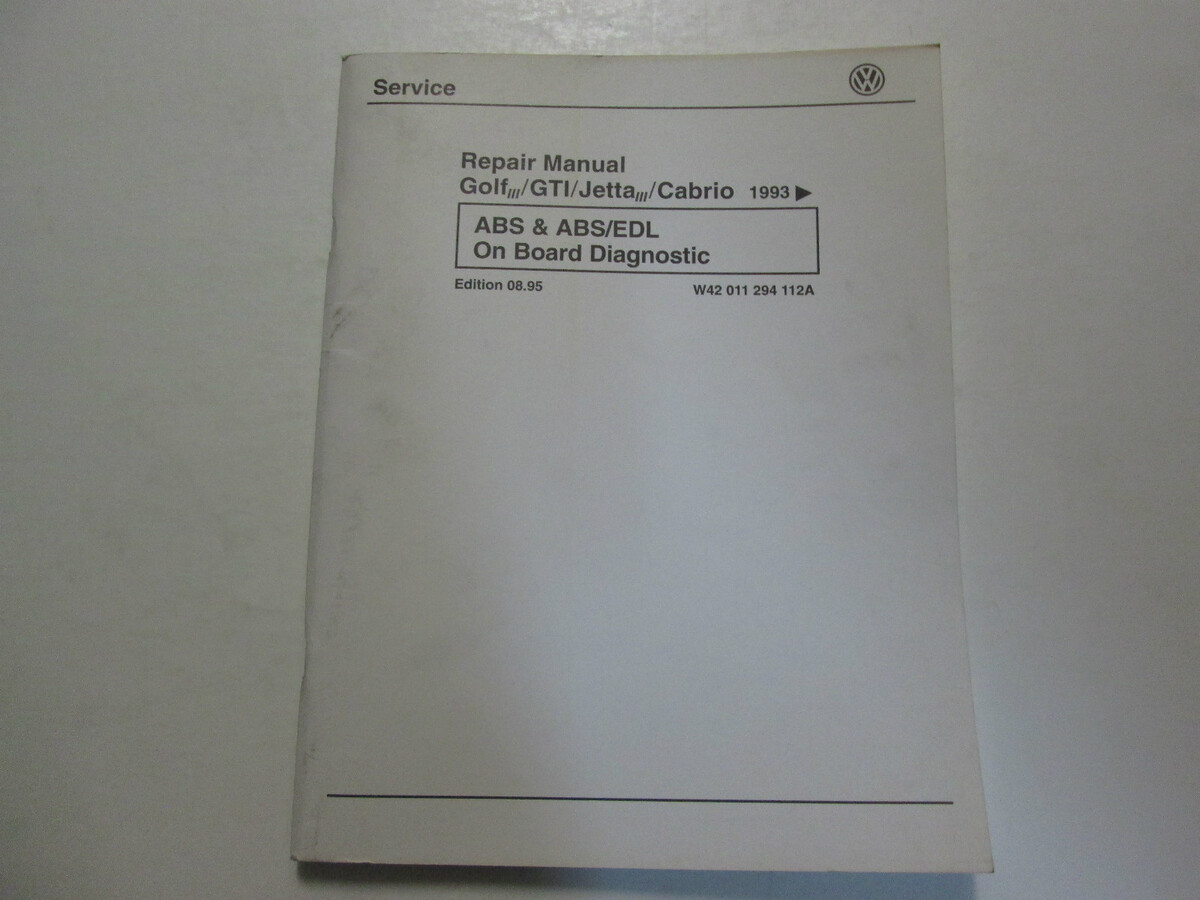 Service
Repair Manual
Golf III/GTI/Jetta III/Cabrio 1993 ►
ABS & ABS/EDL
On Board Diagnostic
Edition 08.95 W42 011 294 112A